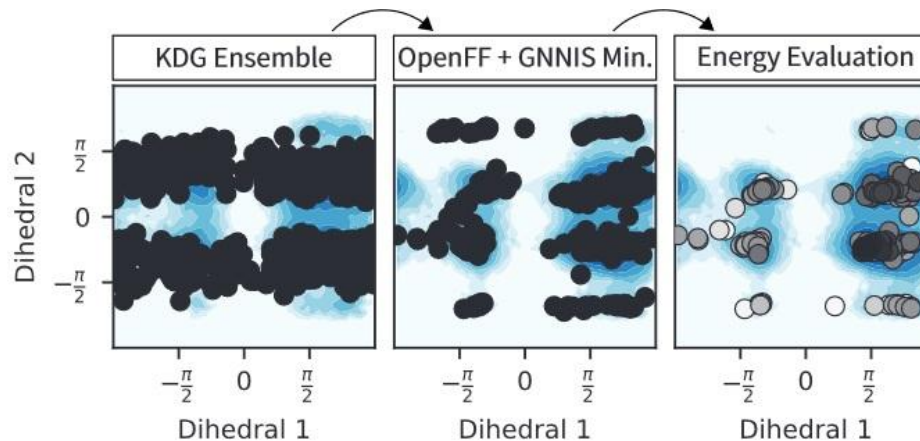 KDG Ensemble
OpenFF + GNNIS Min.
Energy Evaluation
Dihedral 2
π/2
0
−π/2
−π/2 0 π/2
−π/2 0 π/2
−π/2 0 π/2
Dihedral 1
Dihedral 1
Dihedral 1